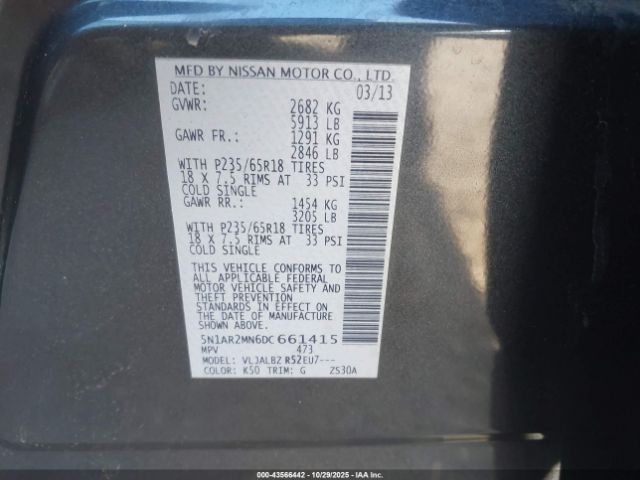 MFD BY NISSAN MOTOR CO., LTD.
DATE: 03/13
GVWR: 2682 KG
5913 LB
GAWR FR.: 1291 KG
2846 LB
WITH P235/65R18 TIRES
18 X 7.5 RIMS AT 33 PSI
COLD SINGLE
GAWR RR.: 1454 KG
3205 LB
WITH P235/65R18 TIRES
18 X 7.5 RIMS AT 33 PSI
COLD SINGLE
THIS VEHICLE CONFORMS TO
ALL APPLICABLE FEDERAL
MOTOR VEHICLE SAFETY AND
THEFT PREVENTION
STANDARDS IN EFFECT ON
THE DATE OF MANUFACTURE
SHOWN ABOVE
5N1AR2MN6DC661415
MPV 473
MODEL: VLJALBZ R52EU7---
COLOR: K50 TRIM: G ZS30A
000-43566442 - 10/29/2025 - IAA Inc.